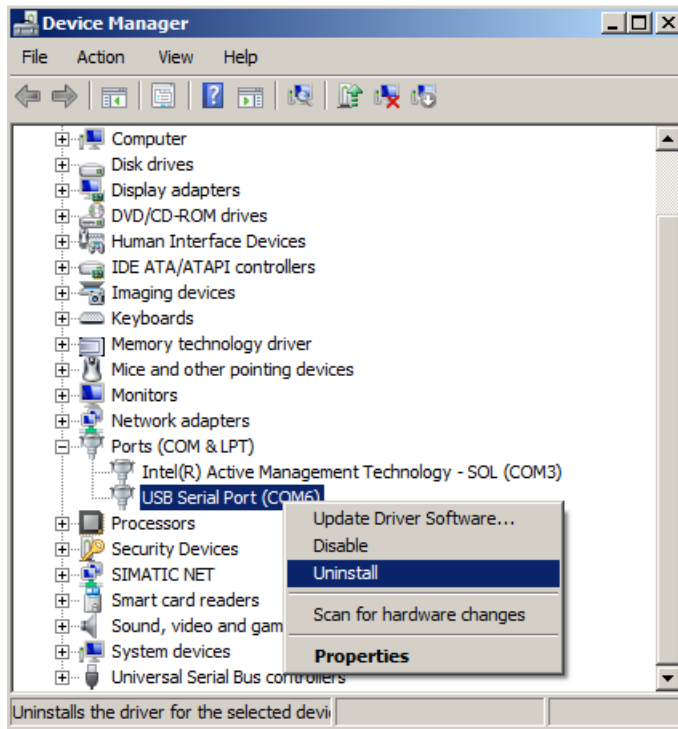 Device Manager
File Action View Help
Computer
Disk drives
Display adapters
DVD/CD-ROM drives
Human Interface Devices
IDE ATA/ATAPI controllers
Imaging devices
Keyboards
Memory technology driver
Mice and other pointing devices
Monitors
Network adapters
Ports (COM & LPT)
Intel(R) Active Management Technology - SOL (COM3)
USB Serial Port (COM6)
Processors
Security Devices
SIMATIC NET
Smart card readers
Sound, video and gam
System devices
Universal Serial Bus controllers
Update Driver Software...
Disable
Uninstall
Scan for hardware changes
Properties
Uninstalls the driver for the selected devi